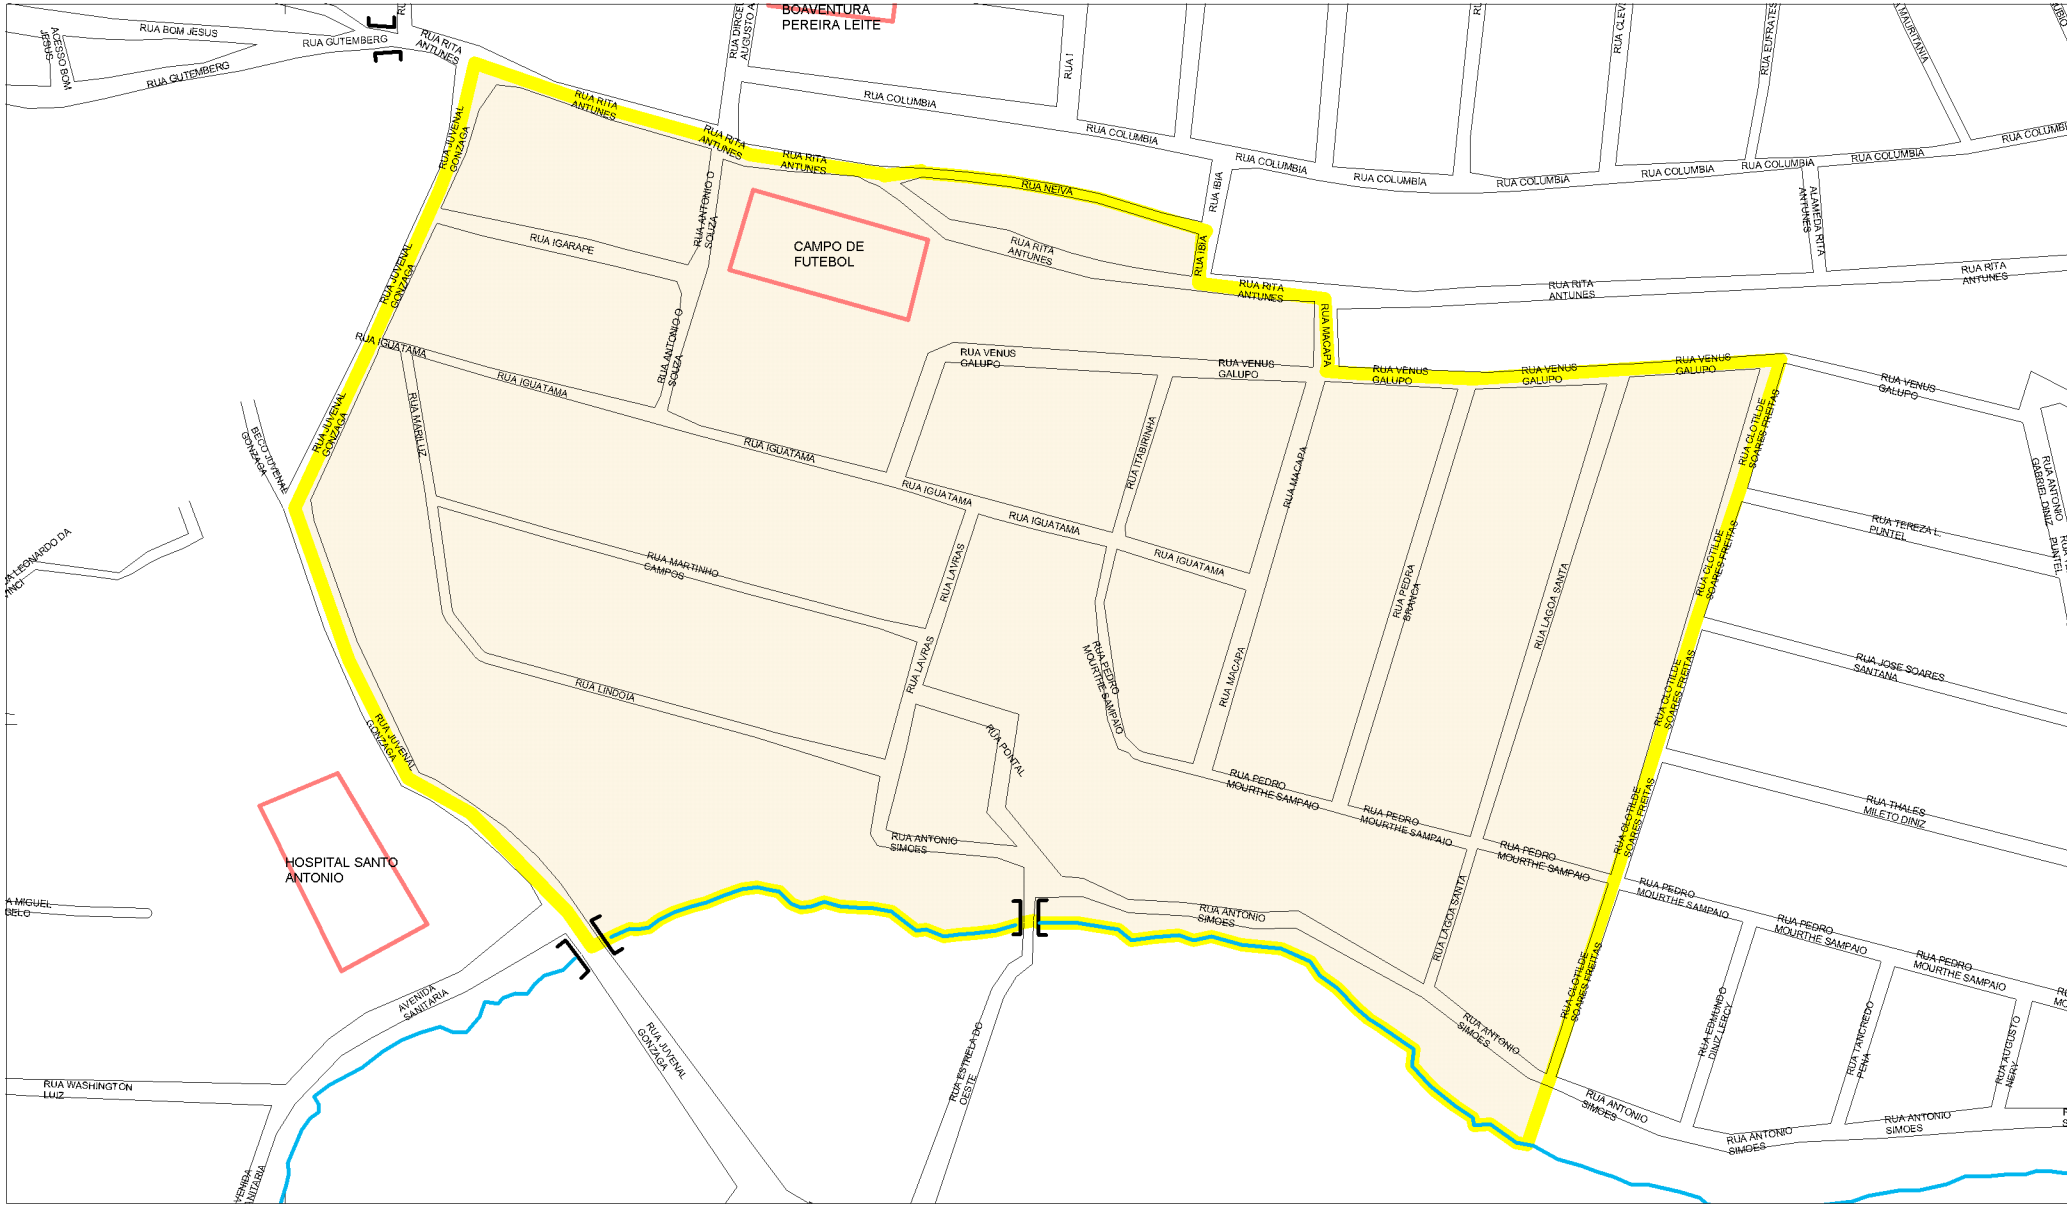 BOAVENTURA
PEREIRA LEITE
RUA BOM JESUS
ACESSO BOM
JESUS
RUA GUTEMBERG
RUA GUTEMBERG
RUA RITA
ANTUNES
RUA RITA
ANTUNES
RUA RITA
ANTUNES
RUA RITA
ANTUNES
RUA COLUMBIA
RUA I
RUA COLUMBIA
RUA COLUMBIA
RUA COLUMBIA
RUA COLUMBIA
RUA COLUMBIA
RUA COLUMBIA
RUA COLUMBIA
RUA EUFRATES
RUA NEIVA
RUA IBIA
RUA IBIA
RUA JUVENAL
GONZAGA
RUA ANTONIO O
SOUZA
RUA IGARAPE
CAMPO DE
FUTEBOL
RUA RITA
ANTUNES
RUA RITA
ANTUNES
RUA RITA
ANTUNES
RUA RITA
ANTUNES
ALAMEDA RITA
ANTUNES
RUA JUVENAL
GONZAGA
RUA MACAPA
RUA IGUATAMA
RUA ANTONIO O
SOUZA
RUA IGUATAMA
RUA VENUS
GALUPO
RUA VENUS
GALUPO
RUA VENUS
GALUPO
RUA VENUS
GALUPO
RUA VENUS
GALUPO
RUA VENUS
GALUPO
RUA MARILUZ
RUA JUVENAL
GONZAGA
BECO JUVENAL
GONZAGA
RUA IGUATAMA
RUA IGUATAMA
RUA IGUATAMA
RUA IGUATAMA
RUA ITABIRINHA
RUA MACAPA
RUA CLOTILDE
SOARES FREITAS
RUA ANTONIO
GABRIEL DINIZ
PUNTEL
RUA TEREZA L.
PUNTEL
RUA MARTINHO
CAMPOS
RUA LAVRAS
RUA PEDRA
BRANCA
RUA LAGOA SANTA
RUA CLOTILDE
SOARES FREITAS
RUA LAVRAS
RUA LINDOIA
RUA PEDRO
MOURTHE SAMPAIO
RUA MACAPA
RUA JOSE SOARES
SANTANA
RUA CLOTILDE
SOARES FREITAS
RUA JUVENAL
GONZAGA
RUA PONTAL
RUA PEDRO
MOURTHE SAMPAIO
RUA PEDRO
MOURTHE SAMPAIO
RUA PEDRO
MOURTHE SAMPAIO
RUA CLOTILDE
SOARES FREITAS
RUA THALES
MILETO DINIZ
RUA ANTONIO
SIMOES
HOSPITAL SANTO
ANTONIO
RUA PEDRO
MOURTHE SAMPAIO
RUA PEDRO
MOURTHE SAMPAIO
RUA PEDRO
MOURTHE SAMPAIO
RUA ANTONIO
SIMOES
RUA LAGOA SANTA
RUA CLOTILDE
SOARES FREITAS
AVENIDA
SANITARIA
RUA JUVENAL
GONZAGA
RUA ESTRELA DO
OESTE
RUA ANTONIO
SIMOES
RUA EDMUNDO
DINIZ LERCY
RUA TANCREDO
PENA
RUA AUGUSTO
NERY
RUA WASHINGTON
LUIZ
RUA ANTONIO
SIMOES
RUA ANTONIO
SIMOES
RUA ANTONIO
SIMOES